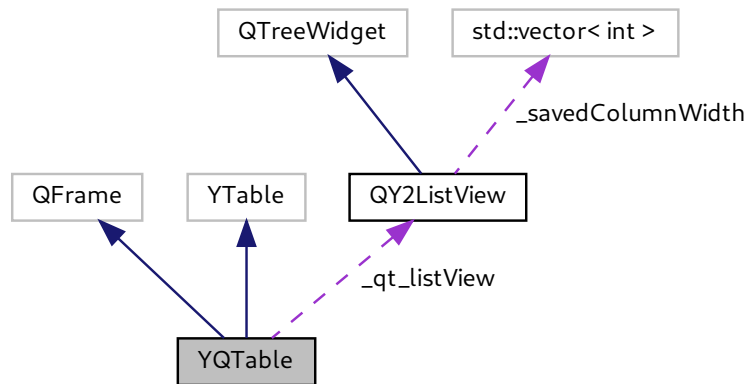 QTreeWidget
std::vector< int >
_savedColumnWidth
QFrame
YTable
QY2ListView
_qt_listView
YQTable